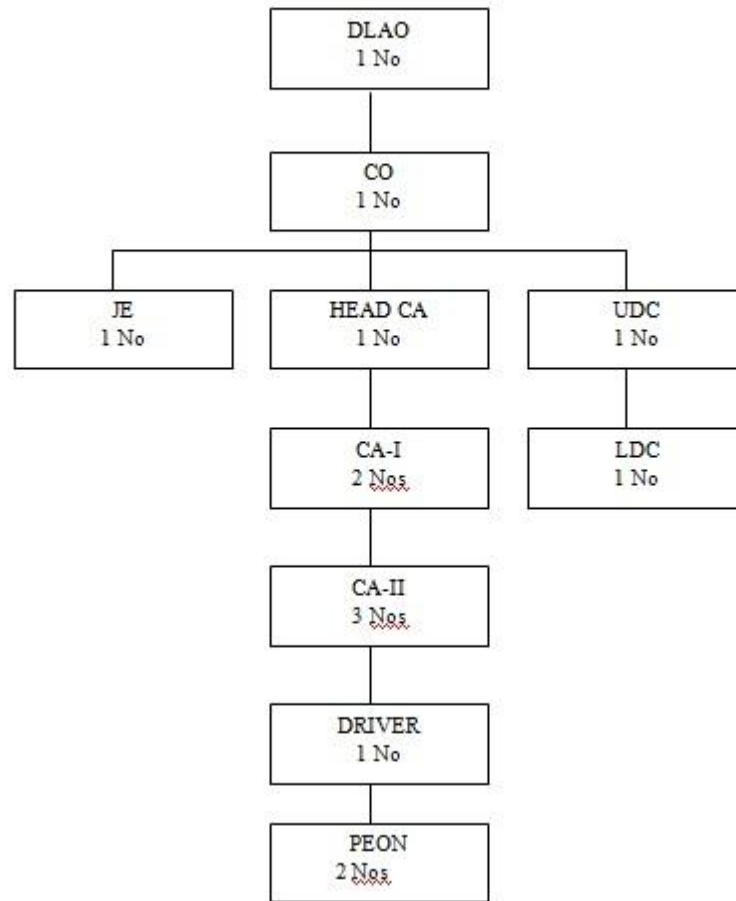 DLAO
1 No
CO
1 No
JE
1 No
HEAD CA
1 No
UDC
1 No
CA-I
2 Nos
LDC
1 No
CA-II
3 Nos
DRIVER
1 No
PEON
2 Nos